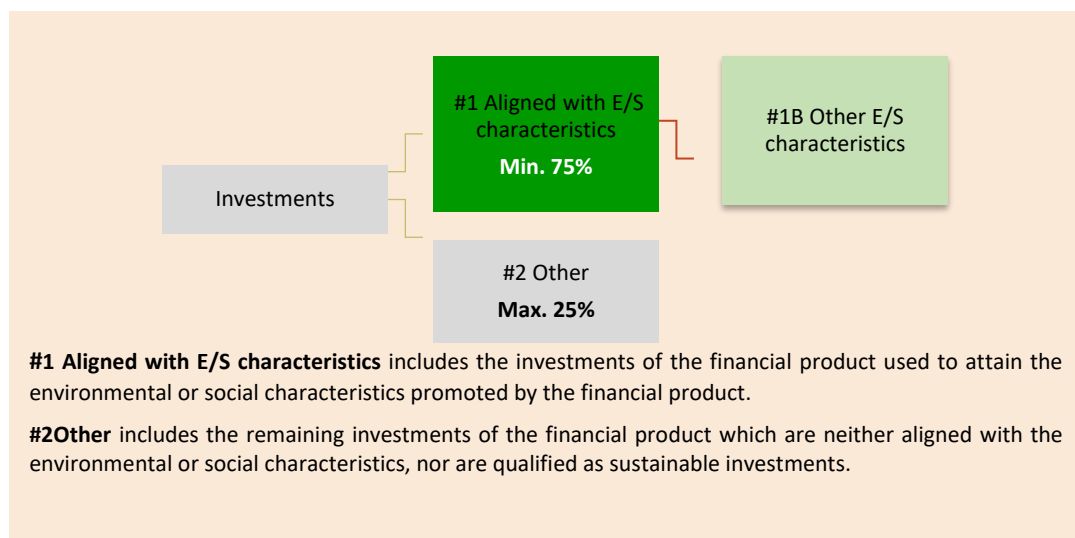 #1 Aligned with E/S
characteristics
Min. 75%
#1B Other E/S
characteristics
Investments
#2 Other
Max. 25%
#1 Aligned with E/S characteristics includes the investments of the financial product used to attain the
environmental or social characteristics promoted by the financial product.
#2Other includes the remaining investments of the financial product which are neither aligned with the
environmental or social characteristics, nor are qualified as sustainable investments.